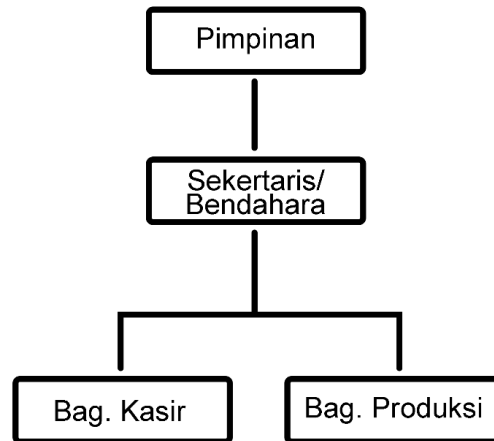 Pimpinan
Sekertaris/
Bendahara
Bag. Kasir
Bag. Produksi